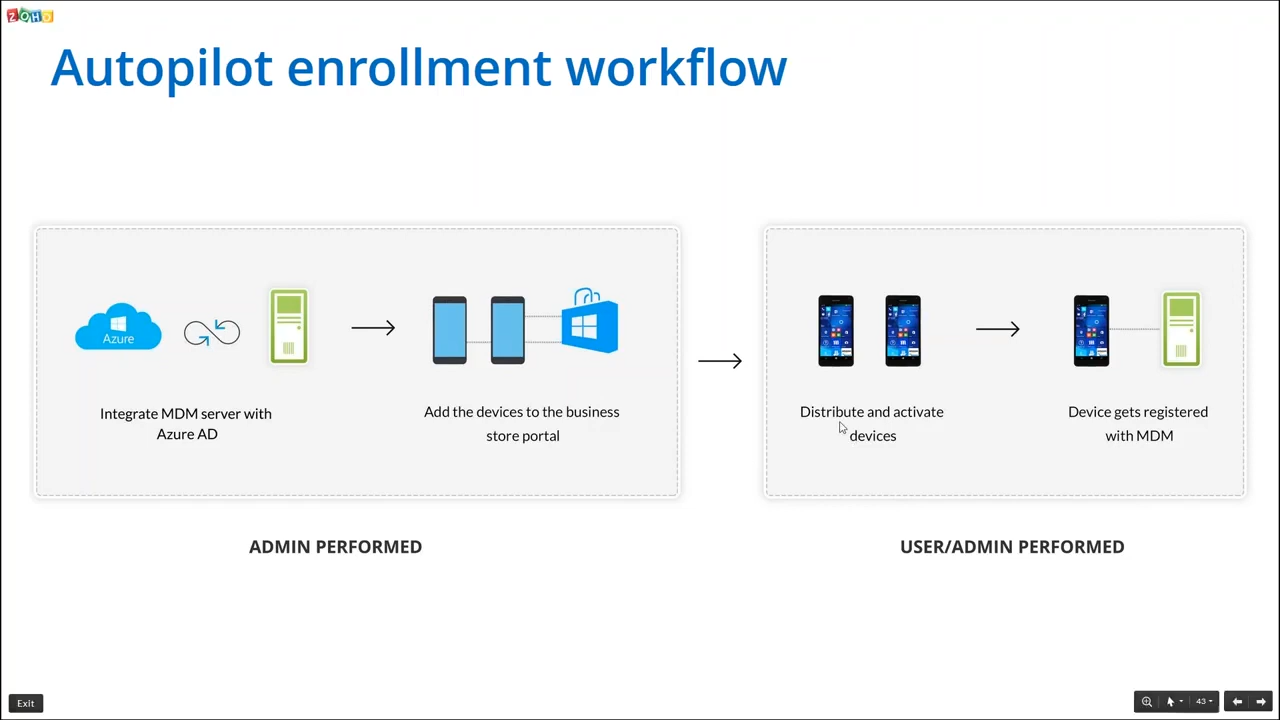 ZOHO
Autopilot enrollment workflow
Azure
Integrate MDM server with
Azure AD
Add the devices to the business
store portal
Distribute and activate
devices
Device gets registered
with MDM
ADMIN PERFORMED
USER/ADMIN PERFORMED
Exit
43